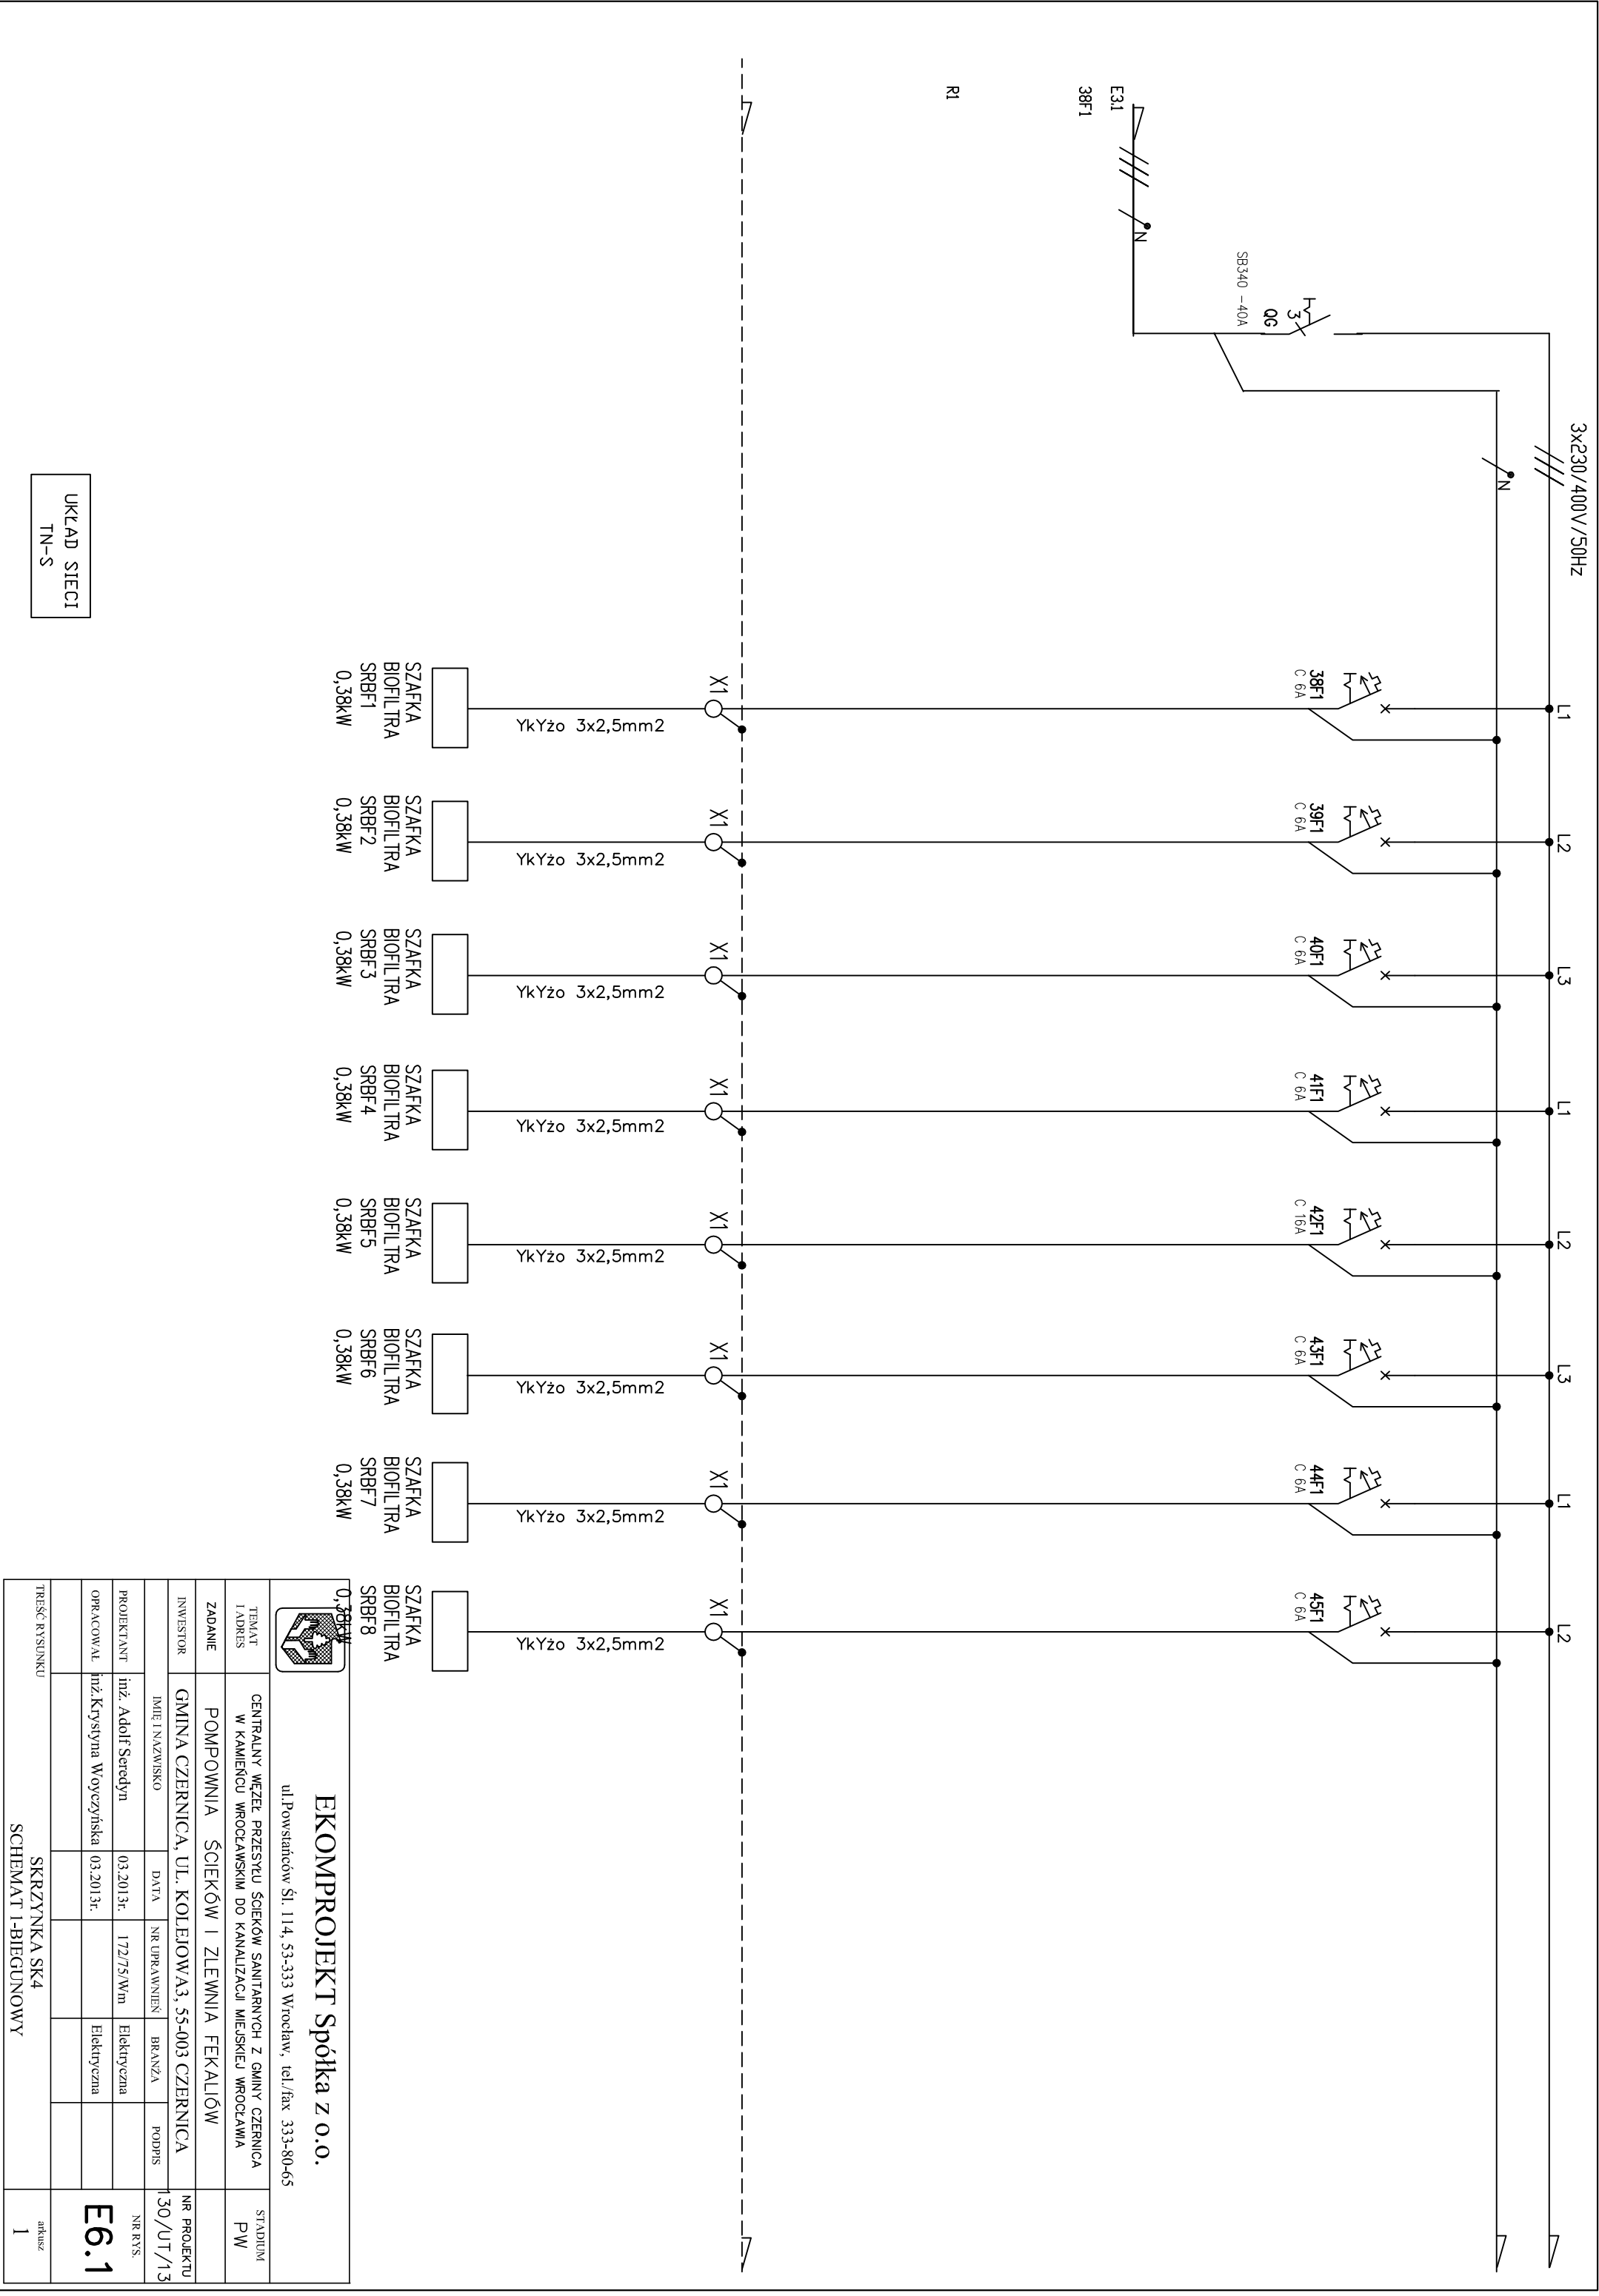 3x230/400V/50Hz
L1
L2
L3
L1
L2
L3
L1
L2
N
QG
3
SB340 -40A
E3.1
38F1
N
R1
38F1
C 6A
39F1
C 6A
40F1
C 6A
41F1
C 6A
42F1
C 16A
43F1
C 6A
44F1
C 6A
45F1
C 6A
X1
X1
X1
X1
X1
X1
X1
X1
YkYżo 3x2,5mm2
YkYżo 3x2,5mm2
YkYżo 3x2,5mm2
YkYżo 3x2,5mm2
YkYżo 3x2,5mm2
YkYżo 3x2,5mm2
YkYżo 3x2,5mm2
YkYżo 3x2,5mm2
SZAFKA
BIOFILTRA
SRBF1
0,38kW
SZAFKA
BIOFILTRA
SRBF2
0,38kW
SZAFKA
BIOFILTRA
SRBF3
0,38kW
SZAFKA
BIOFILTRA
SRBF4
0,38kW
SZAFKA
BIOFILTRA
SRBF5
0,38kW
SZAFKA
BIOFILTRA
SRBF6
0,38kW
SZAFKA
BIOFILTRA
SRBF7
0,38kW
SZAFKA
BIOFILTRA
SRBF8
0,38kW
UKŁAD SIECI
TN-S
EKOMPROJEKT Spółka z o.o.
ul.Powstańców Śl. 114, 53-333 Wrocław, tel./fax 333-80-65
TEMAT
I ADRES
CENTRALNY WĘZEŁ PRZESYŁU ŚCIEKÓW SANITARNYCH Z GMINY CZERNICA
W KAMIEŃCU WROCŁAWSKIM DO KANALIZACJI MIEJSKIEJ WROCŁAWIA
STADIUM
PW
ZADANIE
POMPOWNIA ŚCIEKÓW I ZLEWNIA FEKALIÓW
INWESTOR
GMINA CZERNICA, UL. KOLEJOWA3, 55-003 CZERNICA
NR PROJEKTU
130/UT/13
IMIĘ I NAZWISKO DATA NR UPRAWNIEŃ BRANŻA PODPIS
PROJEKTANT inż. Adolf Seredyn 03.2013r. 172/75/Wm Elektryczna
NR RYS.
E6.1
OPRACOWAŁ inż.Krystyna Woyczyńska 03.2013r. Elektryczna
TREŚĆ RYSUNKU
SKRZYNKA SK4
SCHEMAT 1-BIEGUNOWY
arkusz
1